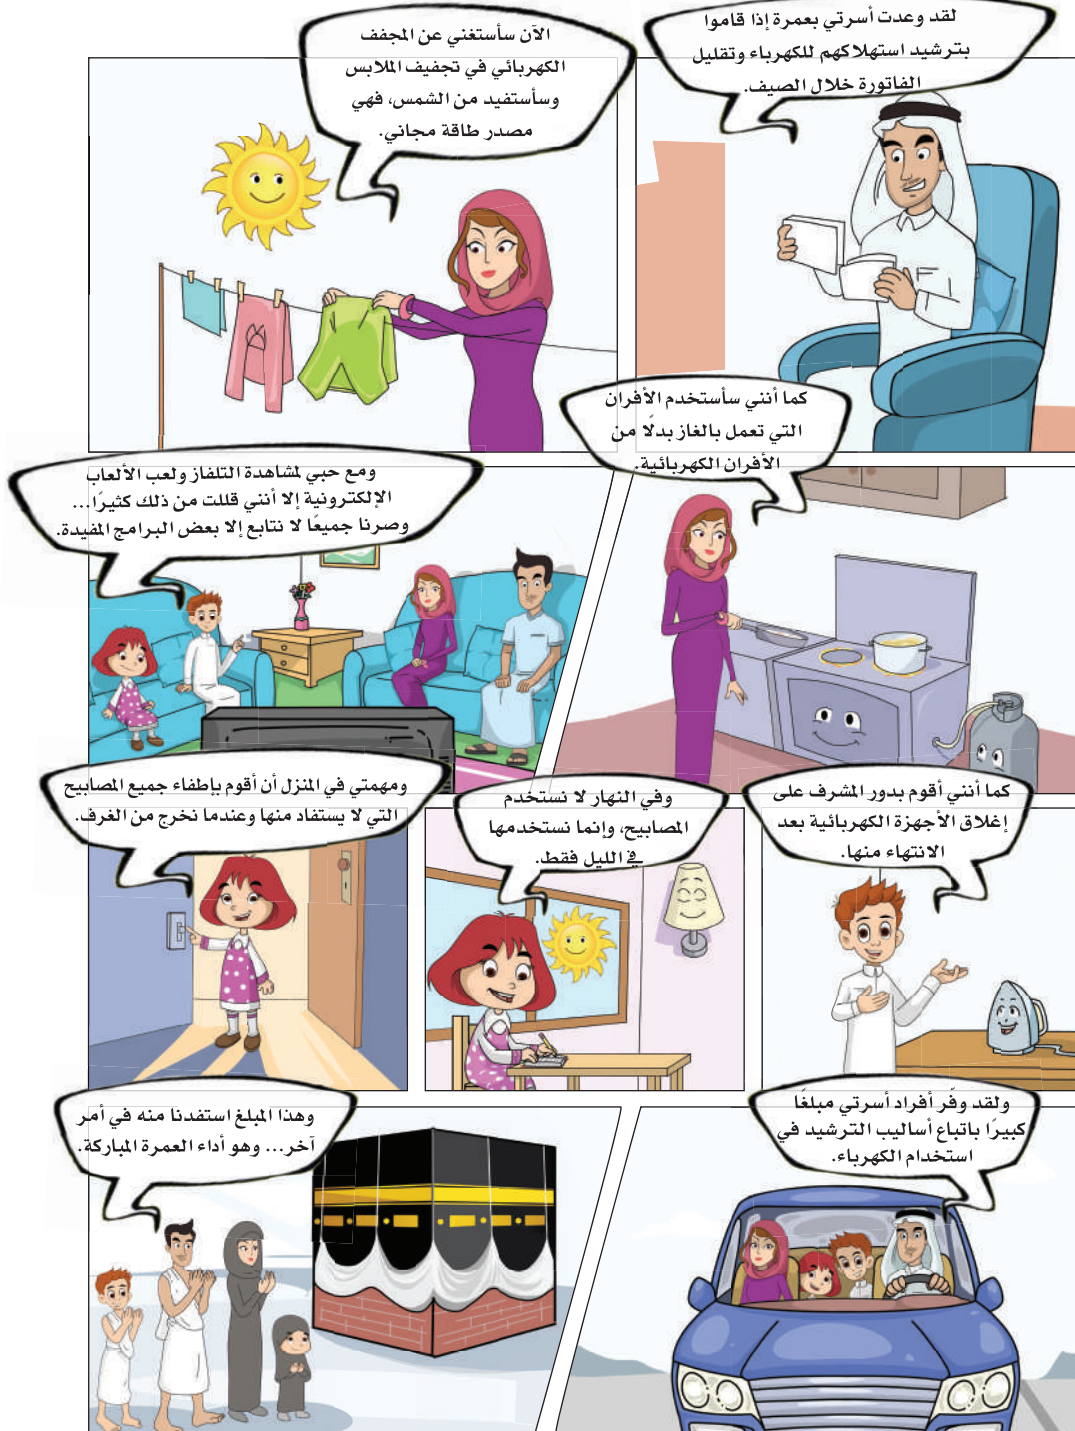 لقد وعدت أسرتي بعمرة إذا قاموا
بترشيد استهلاكهم للكهرباء وتقليل
الفاتورة خلال الصيف.
الآن سأستغني عن المجفف
الكهربائي في تجفيف الملابس
وسأستفيد من الشمس، فهي
مصدر طاقة مجاني.
كما أنني سأستخدم الأفران
التي تعمل بالغاز بدلًا من
الأفران الكهربائية.
ومع حبي لمشاهدة التلفاز ولعب الألعاب
الإلكترونية إلا أنني قللت من ذلك كثيرًا...
وصرنا جميعًا لا نتابع إلا بعض البرامج المفيدة.
كما أنني أقوم بدور المشرف على
إغلاق الأجهزة الكهربائية بعد
الانتهاء منها.
وفي النهار لا نستخدم
المصابيح، وإنما نستخدمها
في الليل فقط.
ومهمتي في المنزل أن أقوم بإطفاء جميع المصابيح
التي لا يستفاد منها وعندما نخرج من الغرف.
ولقد وفّر أفراد أسرتي مبلغًا
كبيرًا باتباع أساليب الترشيد في
استخدام الكهرباء.
وهذا المبلغ استفدنا منه في أمر
آخر... وهو أداء العمرة المباركة.